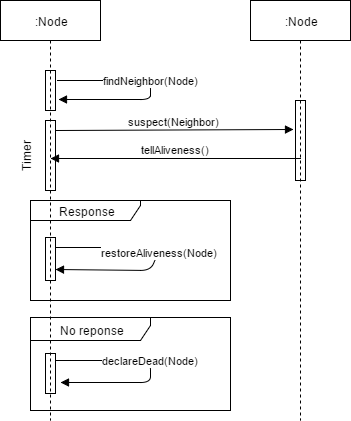 :Node
:Node
findNeighbor(Node)
suspect(Neighbor)
Timer
tellAliveness()
Response
restoreAliveness(Node)
No reponse
declareDead(Node)